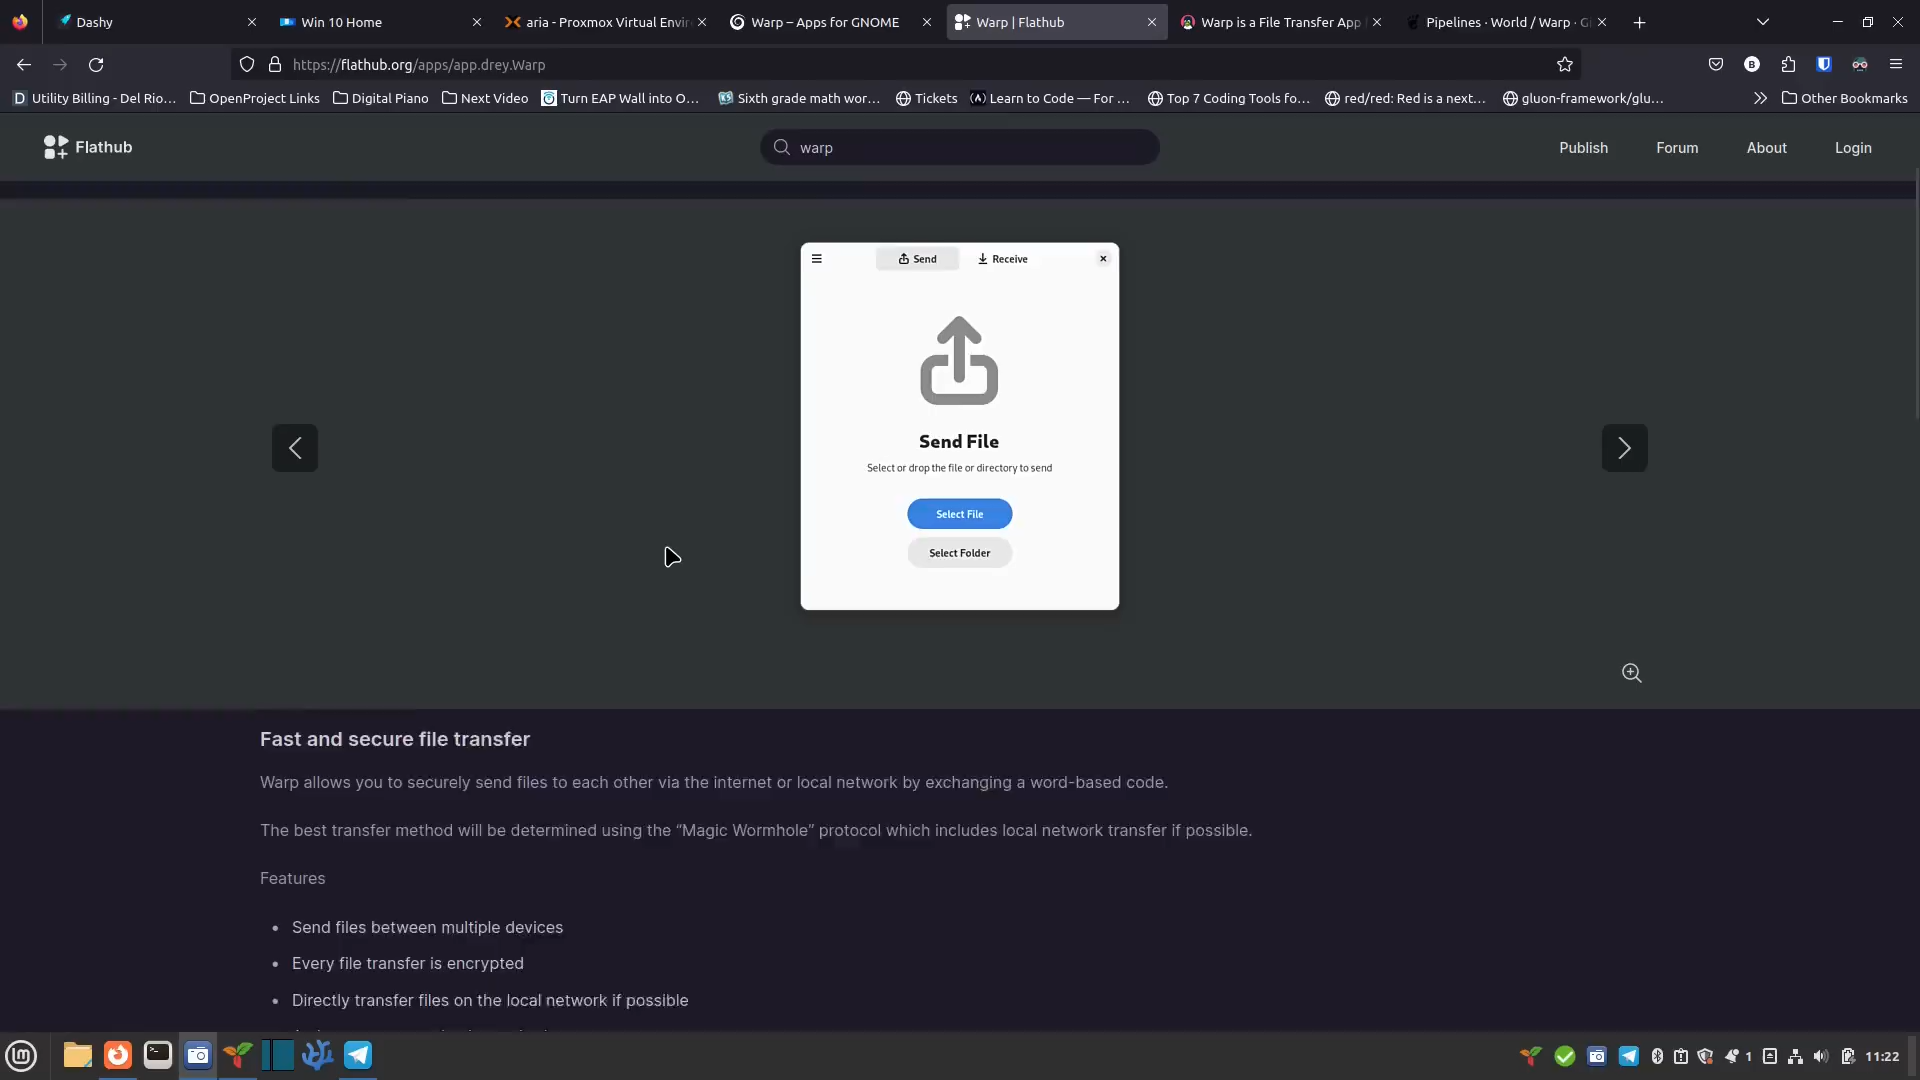 Dashy
Win 10 Home
aria - Proxmox Virtual Envir
Warp – Apps for GNOME
Warp | Flathub
Warp is a File Transfer App
Pipelines · World / Warp · G
https://flathub.org/apps/app.drey.Warp
Utility Billing - Del Rio...
OpenProject Links
Digital Piano
Next Video
Turn EAP Wall into O...
Sixth grade math wor...
Tickets
Learn to Code — For ...
Top 7 Coding Tools fo...
red/red: Red is a next...
gluon-framework/glu...
Other Bookmarks
Flathub
warp
Publish
Forum
About
Login
Send
Receive
Send File
Select or drop the file or directory to send
Select File
Select Folder
Fast and secure file transfer
Warp allows you to securely send files to each other via the internet or local network by exchanging a word-based code.
The best transfer method will be determined using the “Magic Wormhole” protocol which includes local network transfer if possible.
Features
• Send files between multiple devices
• Every file transfer is encrypted
• Directly transfer files on the local network if possible
1
11:22